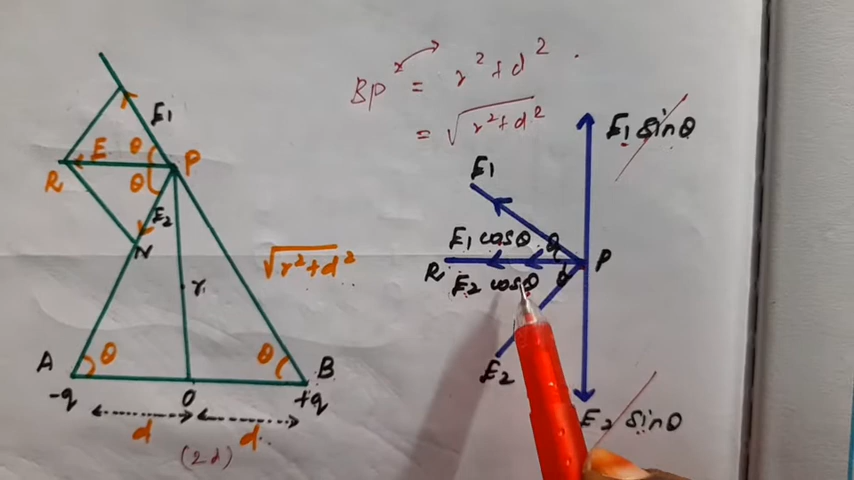 E1
θ
E
P
R
θ
E2
N
√r²+d²
r
A
θ
θ
B
-q
O
+q
d
d
(2d)
BP² = r² + d².
= √r²+d²
E1 sinθ
E1
E1 cosθ
θ
R
P
E2 cosθ
θ
E2
E2 sinθ